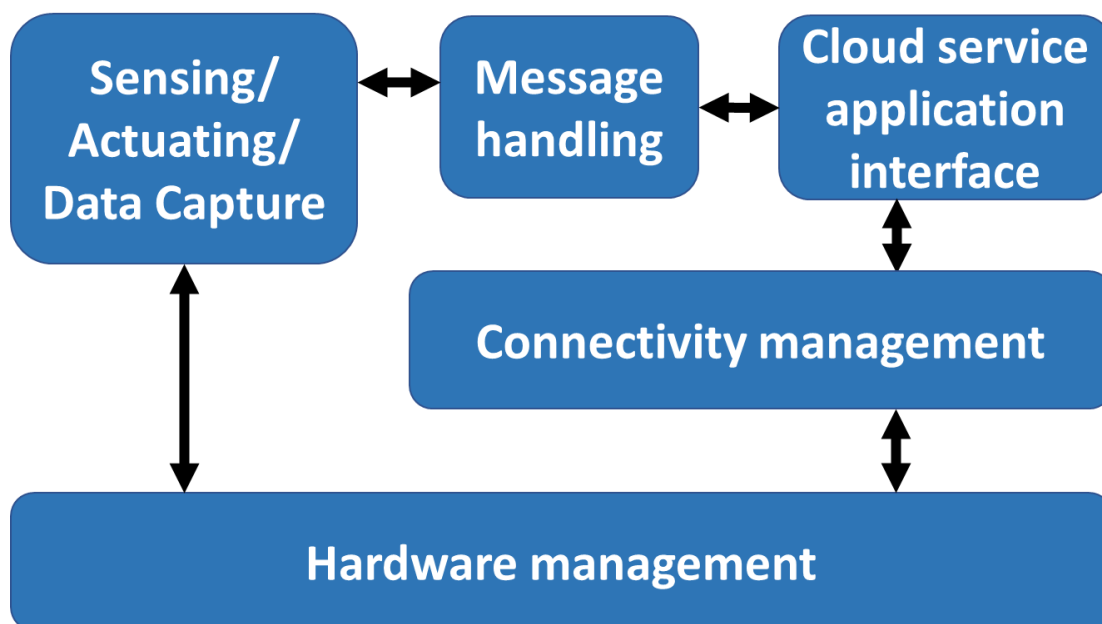 Sensing/
Actuating/
Data Capture
Message
handling
Cloud service
application
interface
Connectivity management
Hardware management